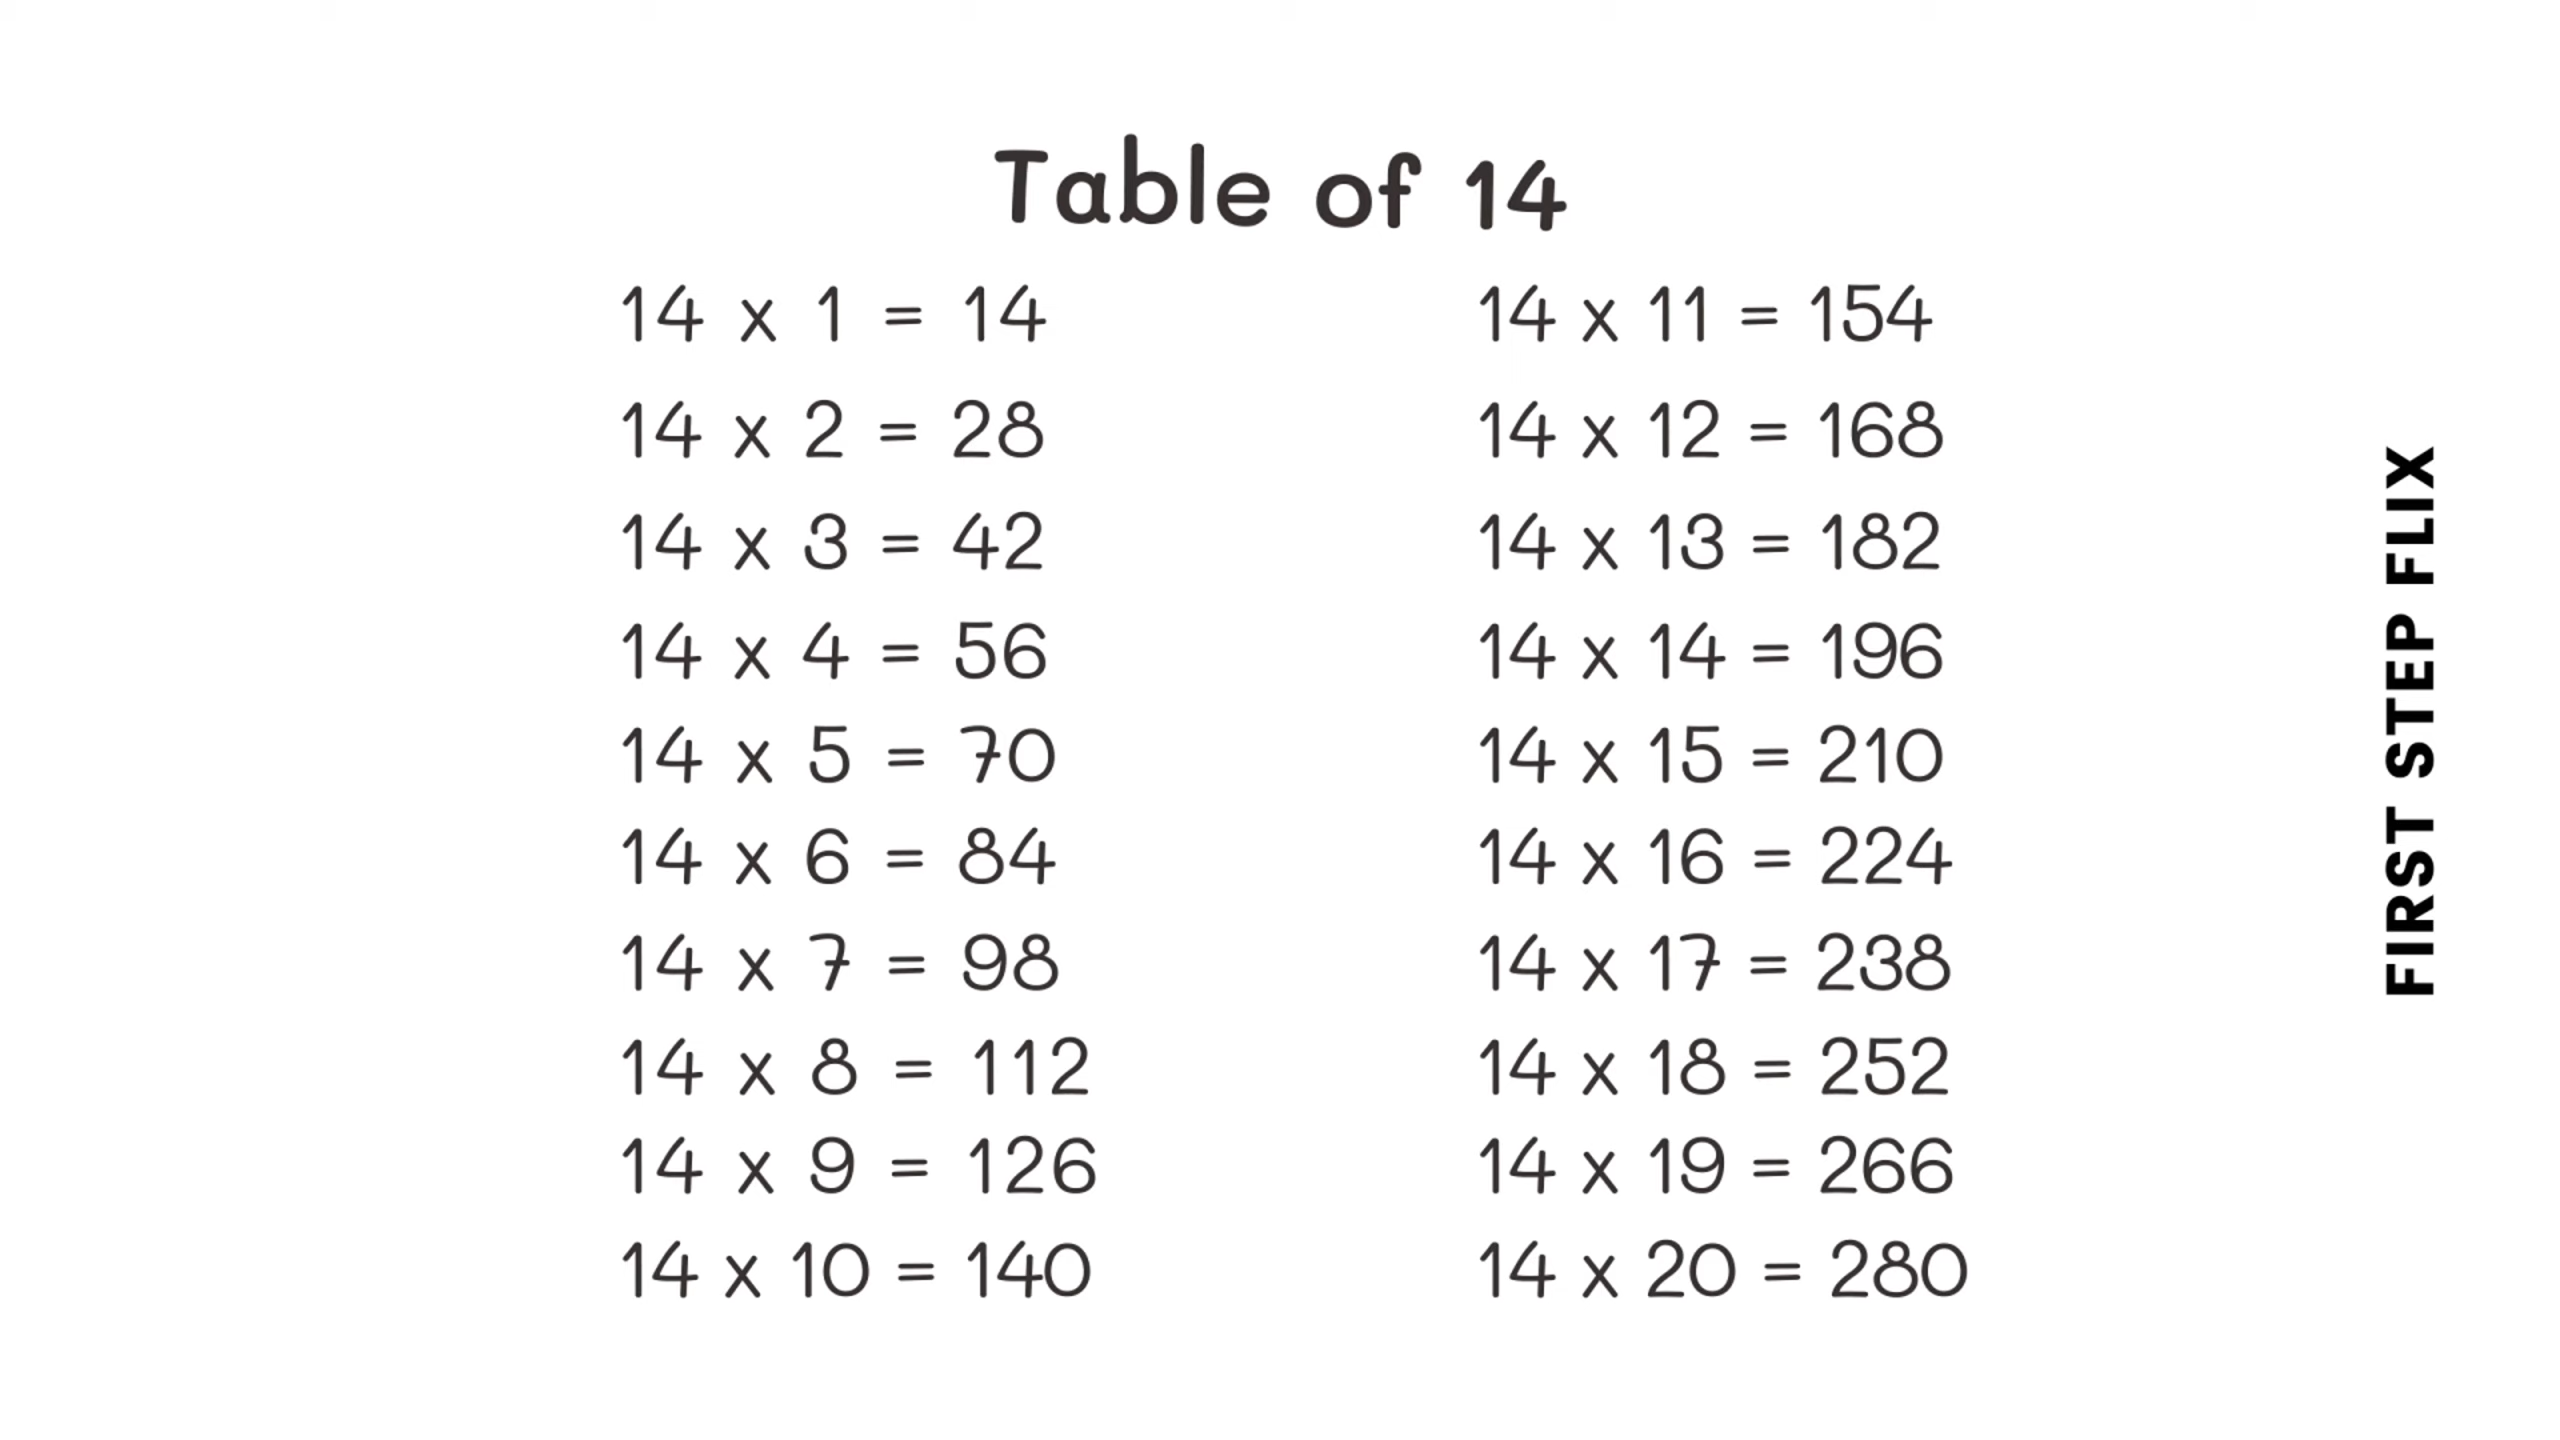 Table of 14
14 x 1 = 14
14 x 2 = 28
14 x 3 = 42
14 x 4 = 56
14 x 5 = 70
14 x 6 = 84
14 x 7 = 98
14 x 8 = 112
14 x 9 = 126
14 x 10 = 140
14 x 11 = 154
14 x 12 = 168
14 x 13 = 182
14 x 14 = 196
14 x 15 = 210
14 x 16 = 224
14 x 17 = 238
14 x 18 = 252
14 x 19 = 266
14 x 20 = 280
FIRST STEP FLIX